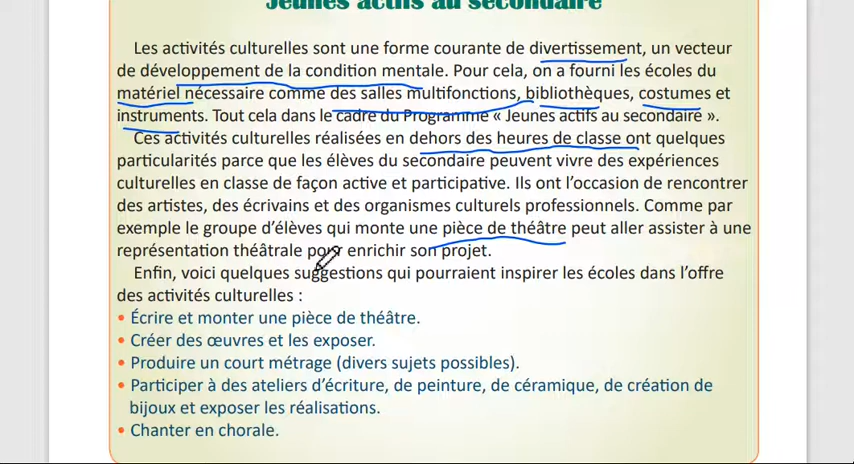 Jeunes actifs au secondaire
Les activités culturelles sont une forme courante de divertissement, un vecteur
de développement de la condition mentale. Pour cela, on a fourni les écoles du
matériel nécessaire comme des salles multifonctions, bibliothèques, costumes et
instruments. Tout cela dans le cadre du Programme « Jeunes actifs au secondaire ».
Ces activités culturelles réalisées en dehors des heures de classe ont quelques
particularités parce que les élèves du secondaire peuvent vivre des expériences
culturelles en classe de façon active et participative. Ils ont l’occasion de rencontrer
des artistes, des écrivains et des organismes culturels professionnels. Comme par
exemple le groupe d’élèves qui monte une pièce de théâtre peut aller assister à une
représentation théâtrale pour enrichir son projet.
Enfin, voici quelques suggestions qui pourraient inspirer les écoles dans l’offre
des activités culturelles :
• Écrire et monter une pièce de théâtre.
• Créer des œuvres et les exposer.
• Produire un court métrage (divers sujets possibles).
• Participer à des ateliers d’écriture, de peinture, de céramique, de création de
bijoux et exposer les réalisations.
• Chanter en chorale.